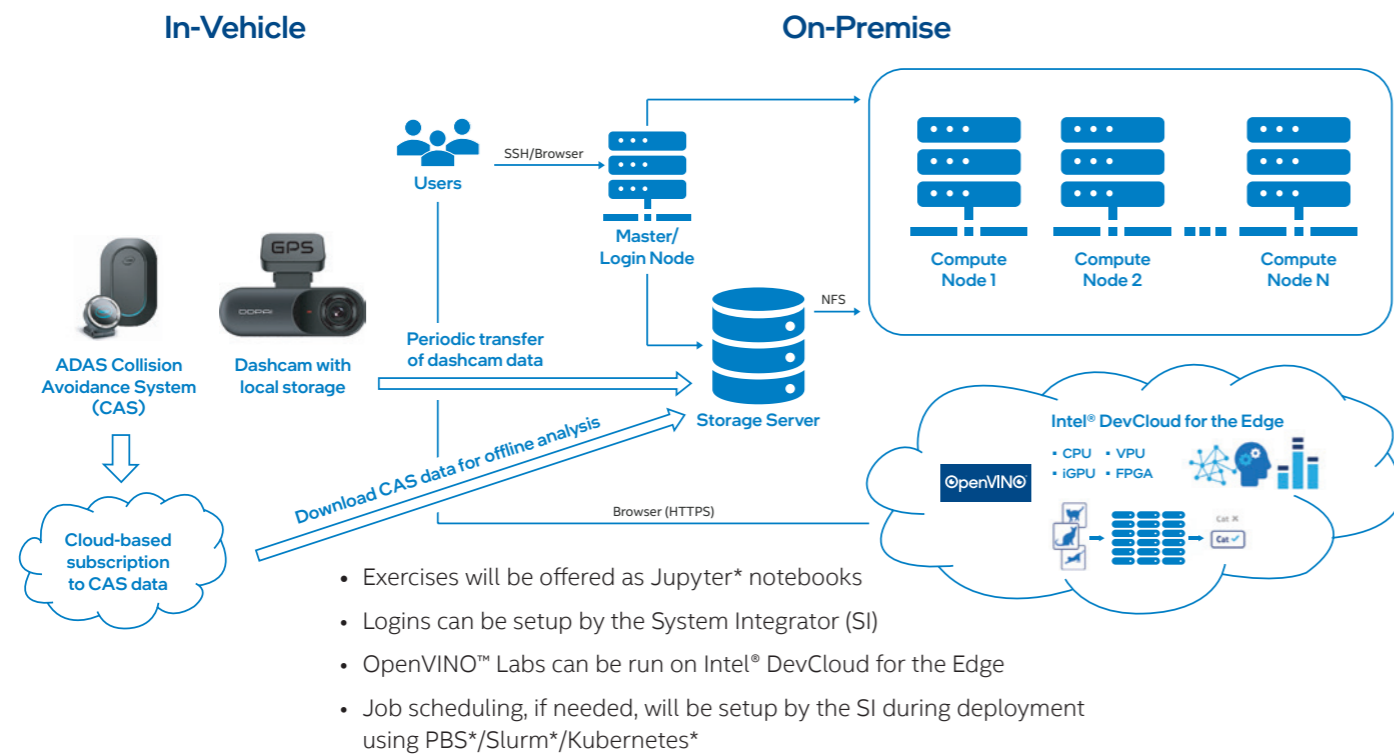 In-Vehicle
On-Premise
Users
SSH/Browser
Master/
Login Node
Compute
Node 1
Compute
Node 2
Compute
Node N
NFS
Storage Server
GPS
DDPAI
ADAS Collision
Avoidance System
(CAS)
Dashcam with
local storage
Periodic transfer
of dashcam data
Download CAS data for offline analysis
Cloud-based
subscription
to CAS data
Browser (HTTPS)
Intel® DevCloud for the Edge
▪ CPU ▪ VPU
▪ iGPU ▪ FPGA
OpenVINO
Cat ✕
Cat ✓
• Exercises will be offered as Jupyter* notebooks
• Logins can be setup by the System Integrator (SI)
• OpenVINO™ Labs can be run on Intel® DevCloud for the Edge
• Job scheduling, if needed, will be setup by the SI during deployment
using PBS*/Slurm*/Kubernetes*